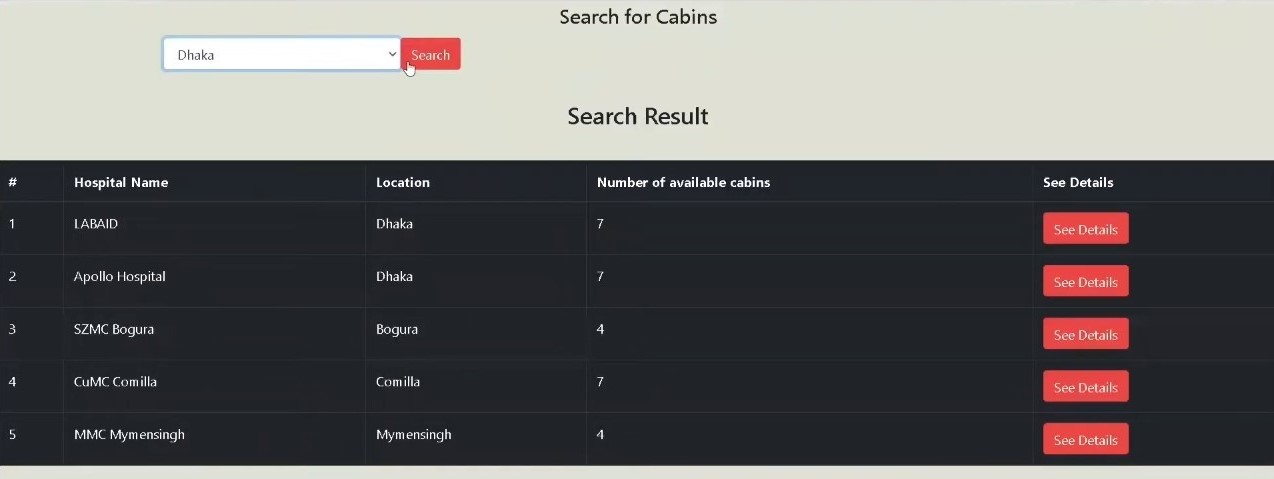 Search for Cabins
Dhaka Search
Search Result
# Hospital Name Location Number of available cabins See Details
1 LABAID Dhaka 7 See Details
2 Apollo Hospital Dhaka 7 See Details
3 SZMC Bogura Bogura 4 See Details
4 CuMC Comilla Comilla 7 See Details
5 MMC Mymensingh Mymensingh 4 See Details